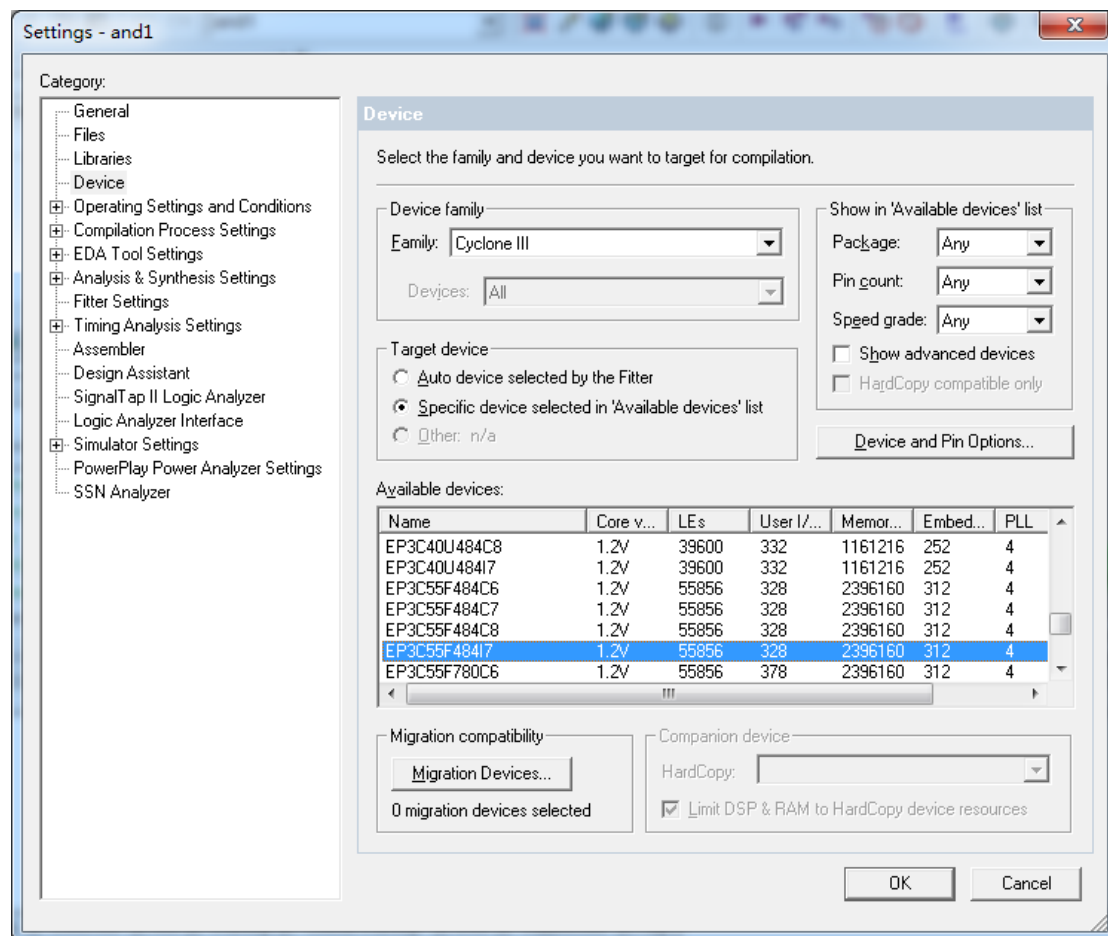 Settings - and1
Category:
General
Files
Libraries
Device
Operating Settings and Conditions
Compilation Process Settings
EDA Tool Settings
Analysis & Synthesis Settings
Fitter Settings
Timing Analysis Settings
Assembler
Design Assistant
SignalTap II Logic Analyzer
Logic Analyzer Interface
Simulator Settings
PowerPlay Power Analyzer Settings
SSN Analyzer
Device
Select the family and device you want to target for compilation.
Device family
Family: Cyclone III
Devices: All
Show in 'Available devices' list
Package: Any
Pin count: Any
Speed grade: Any
Show advanced devices
HardCopy compatible only
Target device
Auto device selected by the Fitter
Specific device selected in 'Available devices' list
Other: n/a
Device and Pin Options...
Available devices:
Name Core v... LEs User I/... Memor... Embed... PLL
EP3C40U484C8 1.2V 39600 332 1161216 252 4
EP3C40U484I7 1.2V 39600 332 1161216 252 4
EP3C55F484C6 1.2V 55856 328 2396160 312 4
EP3C55F484C7 1.2V 55856 328 2396160 312 4
EP3C55F484C8 1.2V 55856 328 2396160 312 4
EP3C55F484I7 1.2V 55856 328 2396160 312 4
EP3C55F780C6 1.2V 55856 378 2396160 312 4
Migration compatibility
Migration Devices...
0 migration devices selected
Companion device
HardCopy:
Limit DSP & RAM to HardCopy device resources
OK Cancel